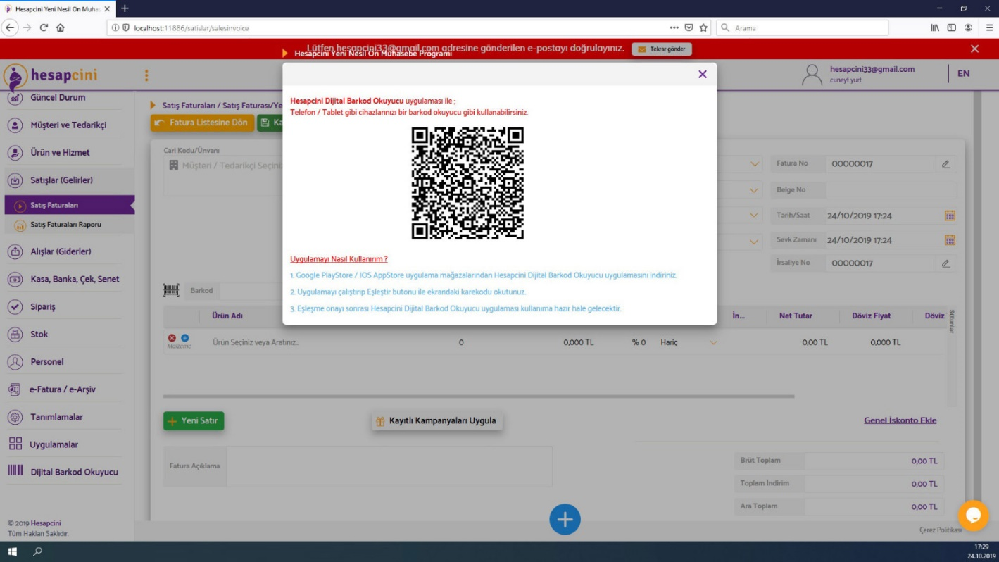 Hesapcini Yeni Nesil Ön Muhas
localhost:11886/satislar/salesinvoice
Arama
Lütfen hesapcini33@gmail.com adresine gönderilen e-postayı doğrulayınız.
Tekrar gönder
Hesapcini Yeni Nesil Ön Muhasebe Programı
hesapcini
hesapcini33@gmail.com
cuneyt yurt
EN
Güncel Durum
Müşteri ve Tedarikçi
Ürün ve Hizmet
Satışlar (Gelirler)
Satış Faturaları
Satış Faturaları Raporu
Alışlar (Giderler)
Kasa, Banka, Çek, Senet
Sipariş
Stok
Personel
e-Fatura / e-Arşiv
Tanımlamalar
Uygulamalar
Dijital Barkod Okuyucu
© 2019 Hesapcini
Tüm Hakları Saklıdır.
Satış Faturaları / Satış Faturası/Ye
Fatura Listesine Dön
Ka
Cari Kodu/Ünvanı
Müşteri / Tedarikçi Seçiniz
Hesapcini Dijital Barkod Okuyucu uygulaması ile ;
Telefon / Tablet gibi cihazlarınızı bir barkod okuyucu gibi kullanabilirsiniz.
Uygulamayı Nasıl Kullanırım ?
1. Google PlayStore / IOS AppStore uygulama mağazalarından Hesapcini Dijital Barkod Okuyucu uygulamasını indiriniz.
2. Uygulamayı çalıştırıp Eşleştir butonu ile ekrandaki karekodu okutunuz.
3. Eşleşme onayı sonrası Hesapcini Dijital Barkod Okuyucu uygulaması kullanıma hazır hale gelecektir.
Fatura No 00000017
Belge No
Tarih/Saat 24/10/2019 17:24
Sevk Zamanı 24/10/2019 17:24
İrsaliye No 00000017
Barkod
Ürün Adı İn... Net Tutar Döviz Fiyat Döviz
Sütunlar
Malzeme
Ürün Seçiniz veya Aratınız.. 0 0,000 TL % 0 Hariç 0,00 TL 0,000 TL
Yeni Satır
Kayıtlı Kampanyaları Uygula
Genel İskonto Ekle
Fatura Açıklama
Brüt Toplam 0,00 TL
Toplam İndirim 0,00 TL
Ara Toplam 0,00 TL
Çerez Politikası
17:29
24.10.2019